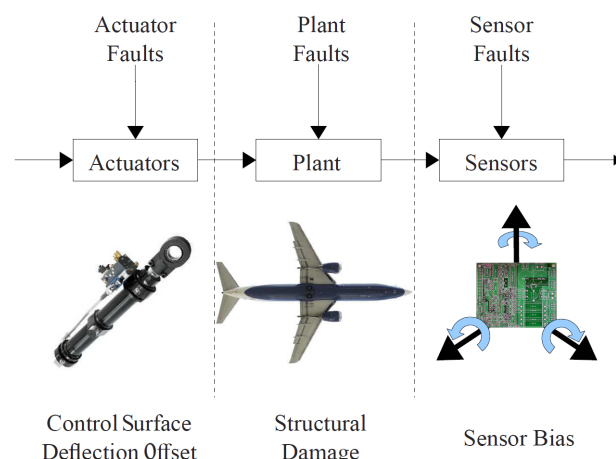 Actuator
Faults
Plant
Faults
Sensor
Faults
Actuators
Plant
Sensors
Control Surface
Deflection Offset
Structural
Damage
Sensor Bias